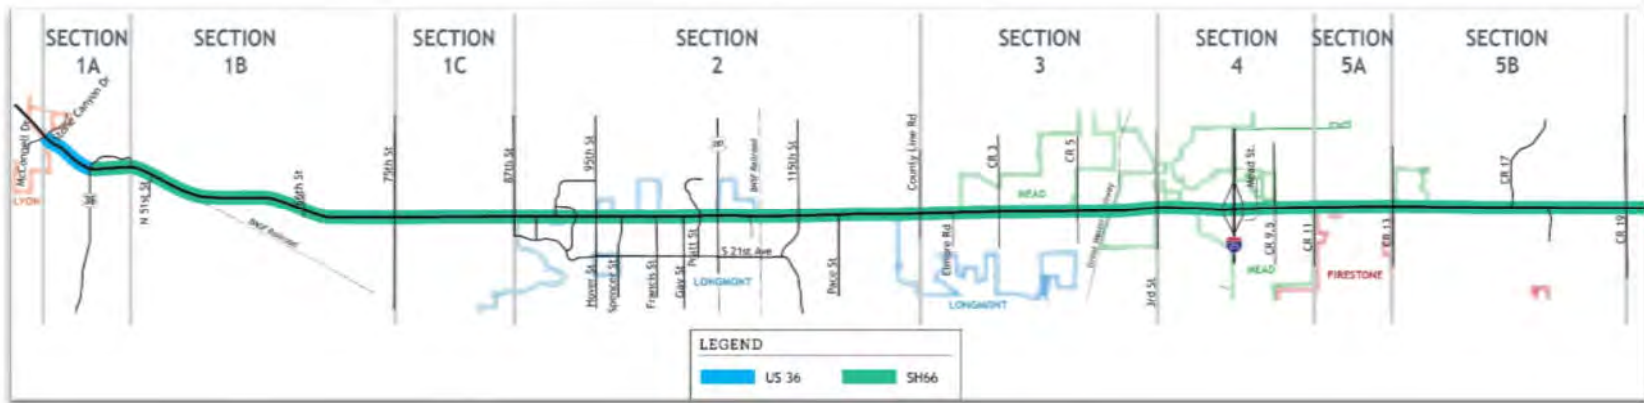 SECTION
1A
SECTION
1B
SECTION
1C
SECTION
2
SECTION
3
SECTION
4
SECTION
5A
SECTION
5B
McConnell Dr
Stone Canyon Dr
LYON
36
N 51st St
66th St
BNSF Railroad
75th St
87th St
95th St
Hover St
Spencer St
Francis St
Gay St
Pratt St
S 21st Ave
LONGMONT
BNSF Railroad
115th St
Pace St
County Line Rd
Elmore Rd
CR 3
MEAD
LONGMONT
CR 5
3rd St
Mead St.
CR 9.5
MEAD
CR 11
FIRESTONE
CR 13
CR 17
CR 19
LEGEND
US 36
SH66